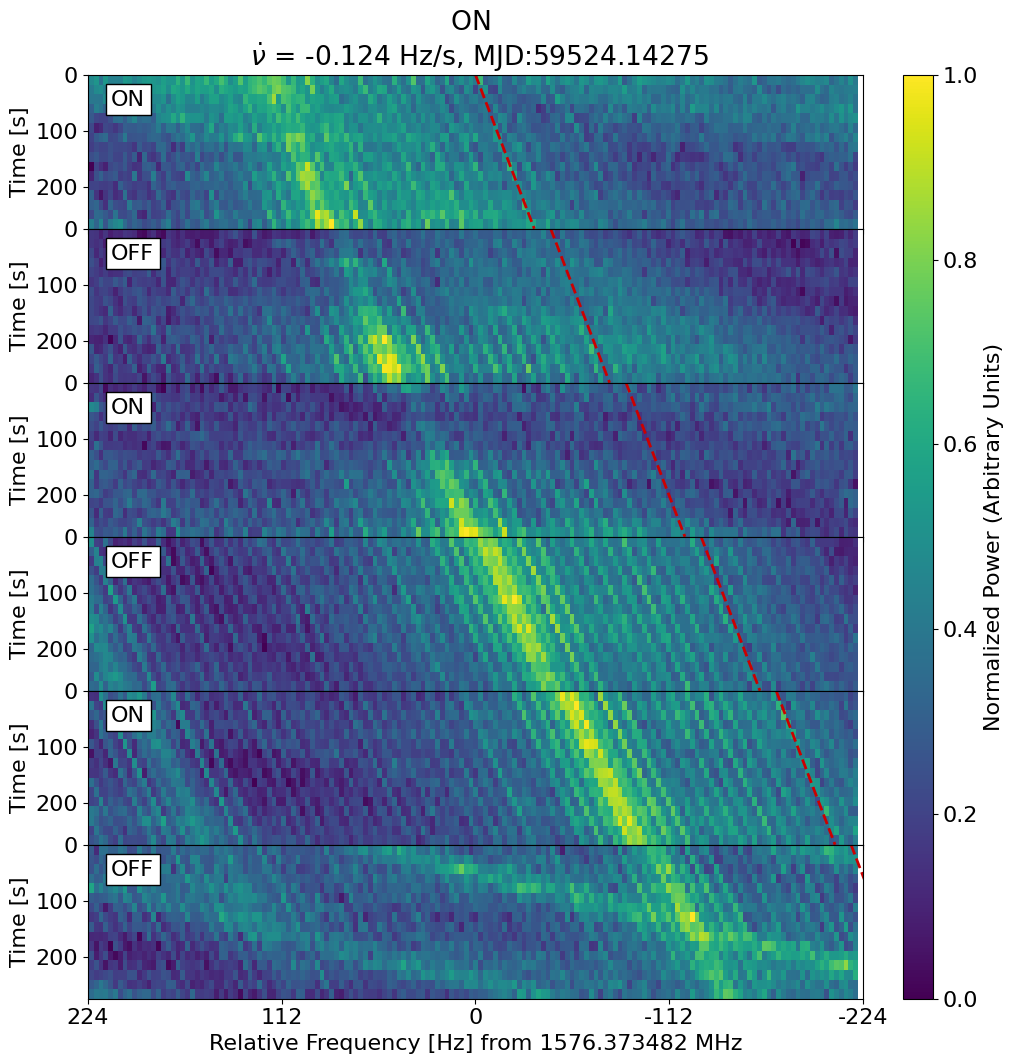 ON
ν̇ = -0.124 Hz/s, MJD:59524.14275
0
ON
100
200
Time [s]
0
OFF
100
200
Time [s]
0
ON
100
200
Time [s]
0
OFF
100
200
Time [s]
0
ON
100
200
Time [s]
0
OFF
100
200
Time [s]
224 112 0 -112 -224
Relative Frequency [Hz] from 1576.373482 MHz
1.0
0.8
0.6
0.4
0.2
0.0
Normalized Power (Arbitrary Units)